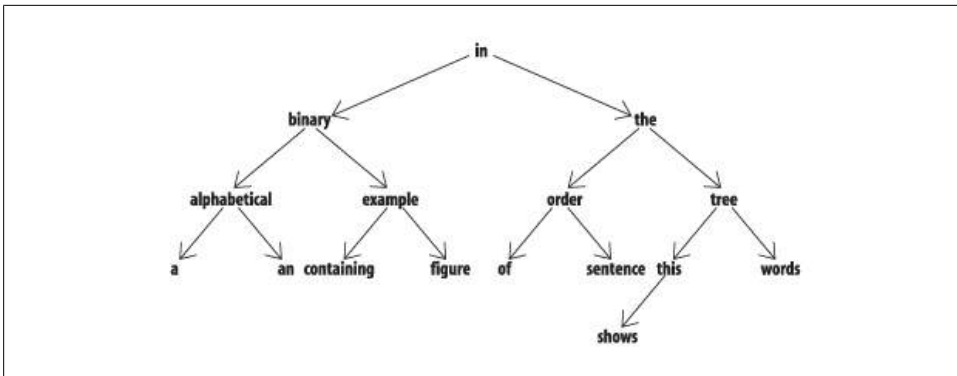 in
binary the
alphabetical example order tree
a an containing figure of sentence this words
shows